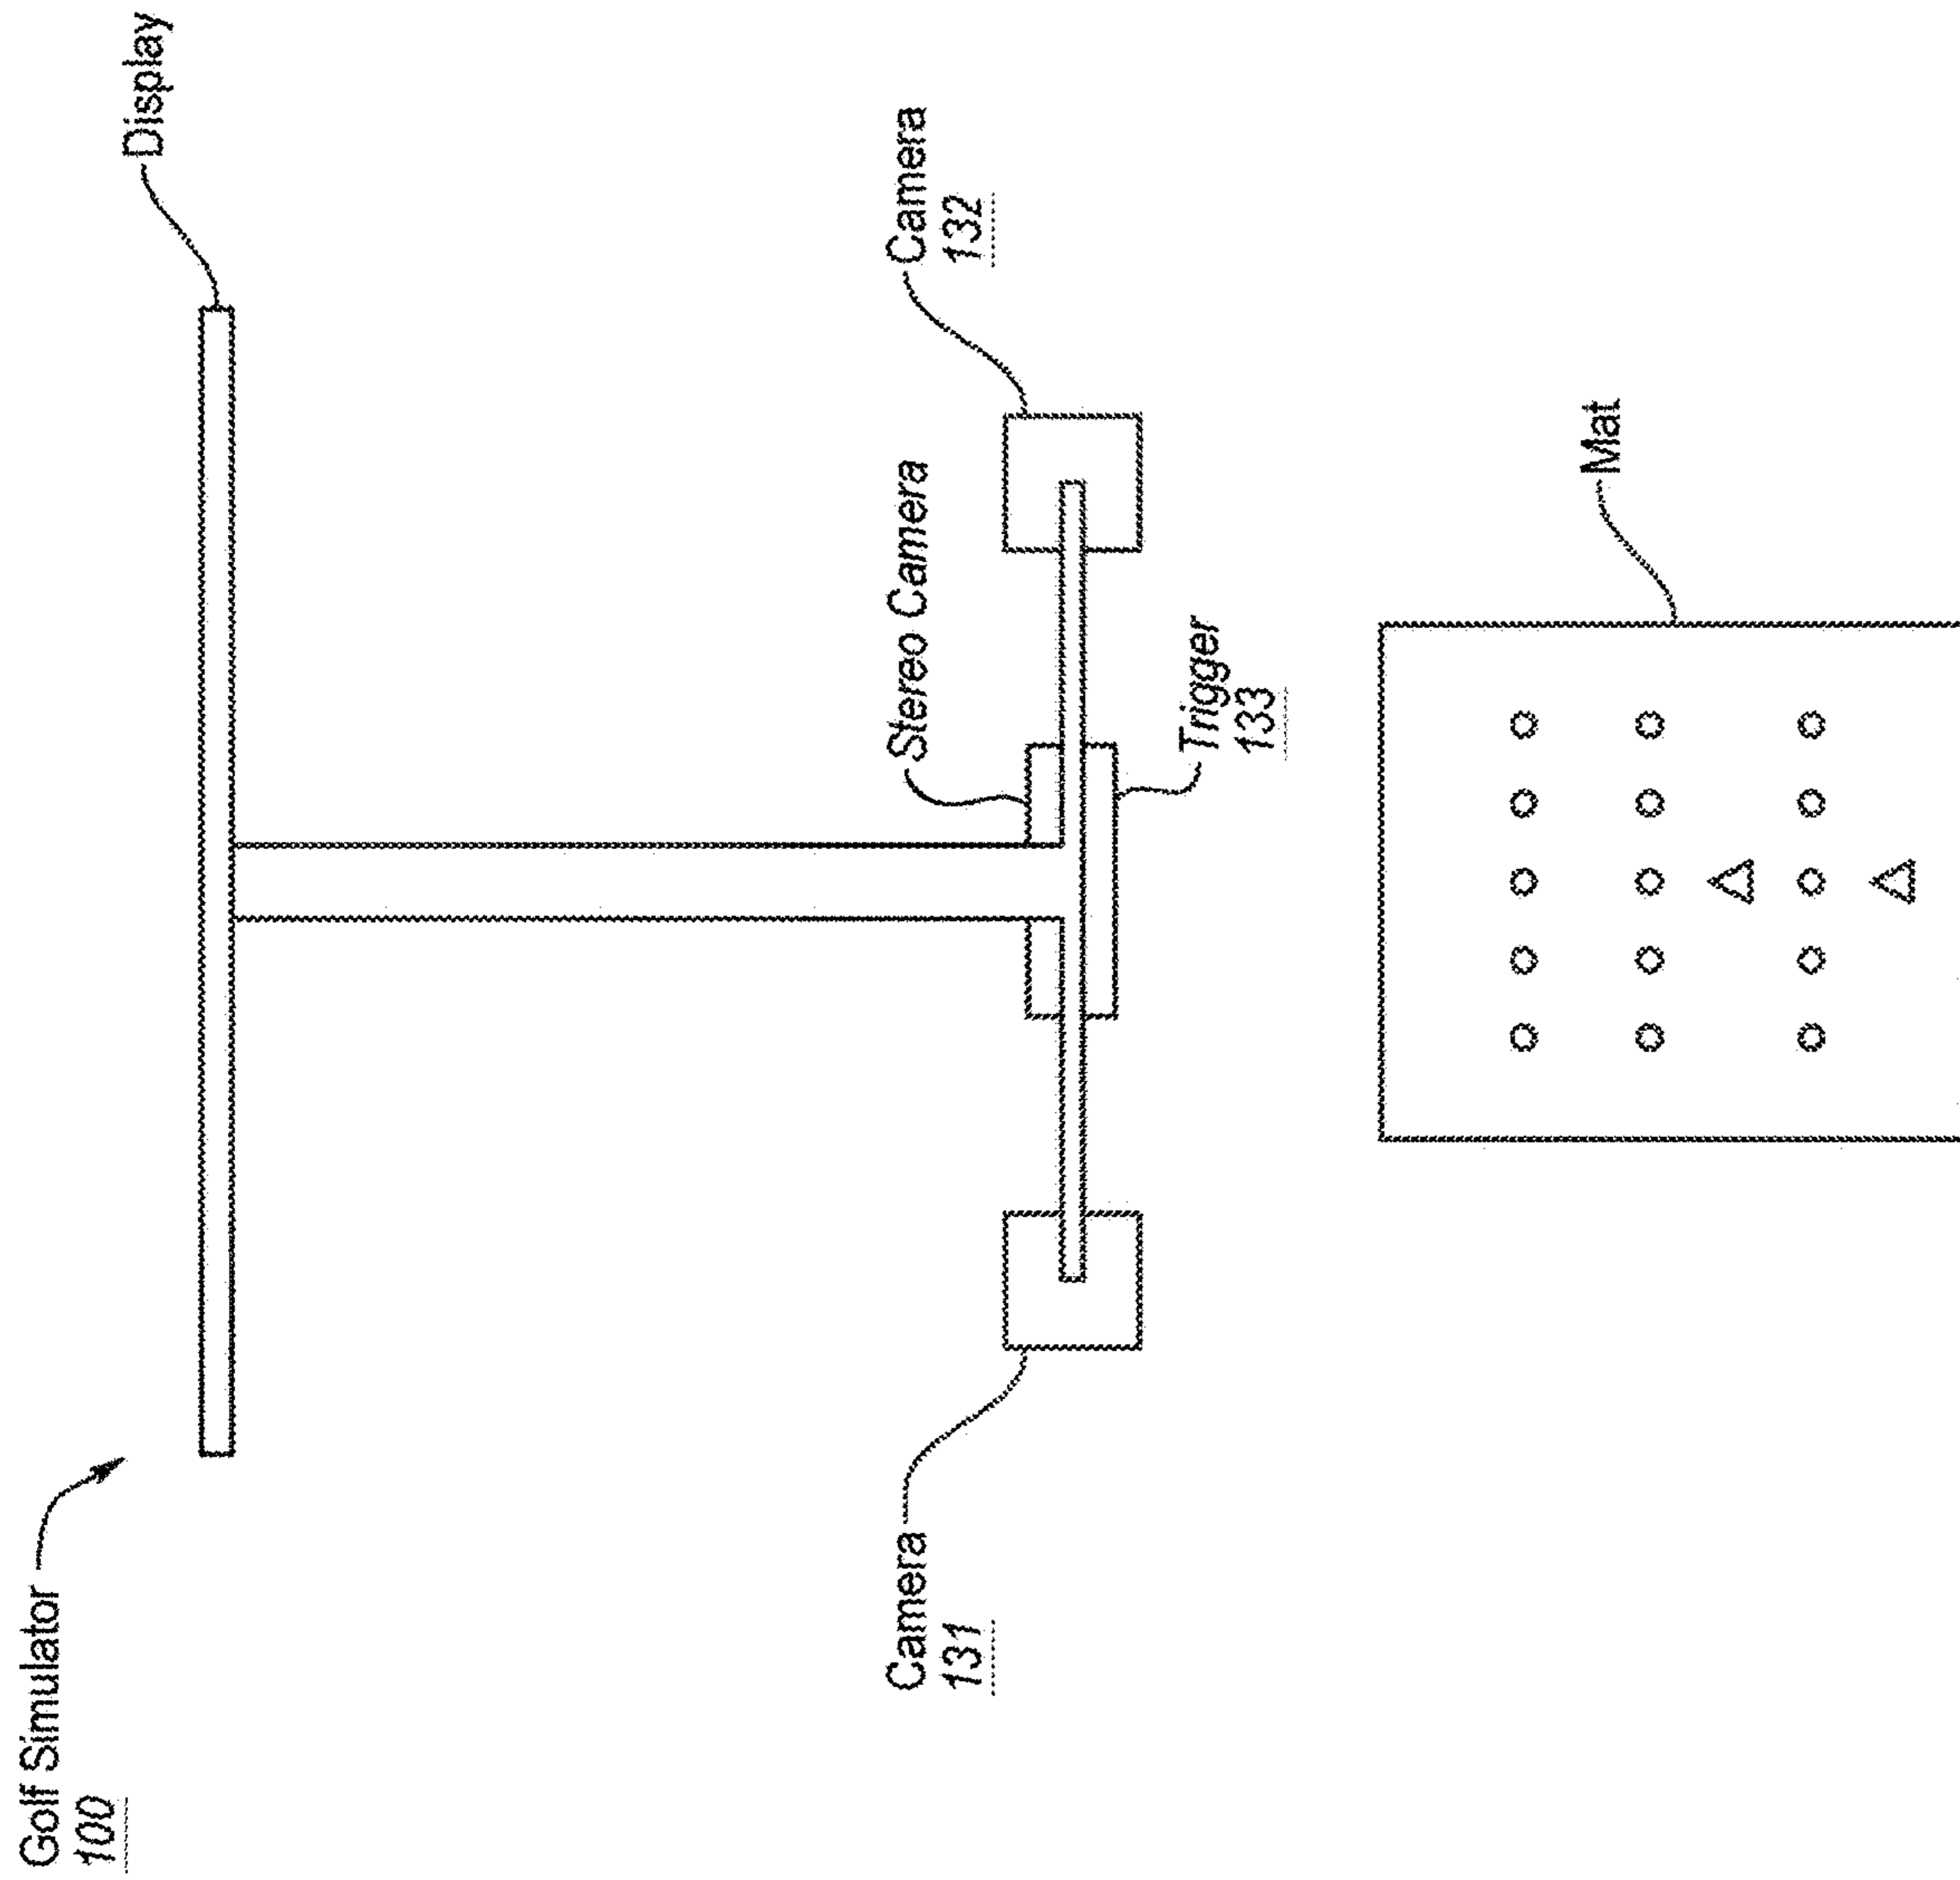 Golf Simulator
100
Display
Camera
131
Stereo Camera
Camera
132
Trigger
133
Mat